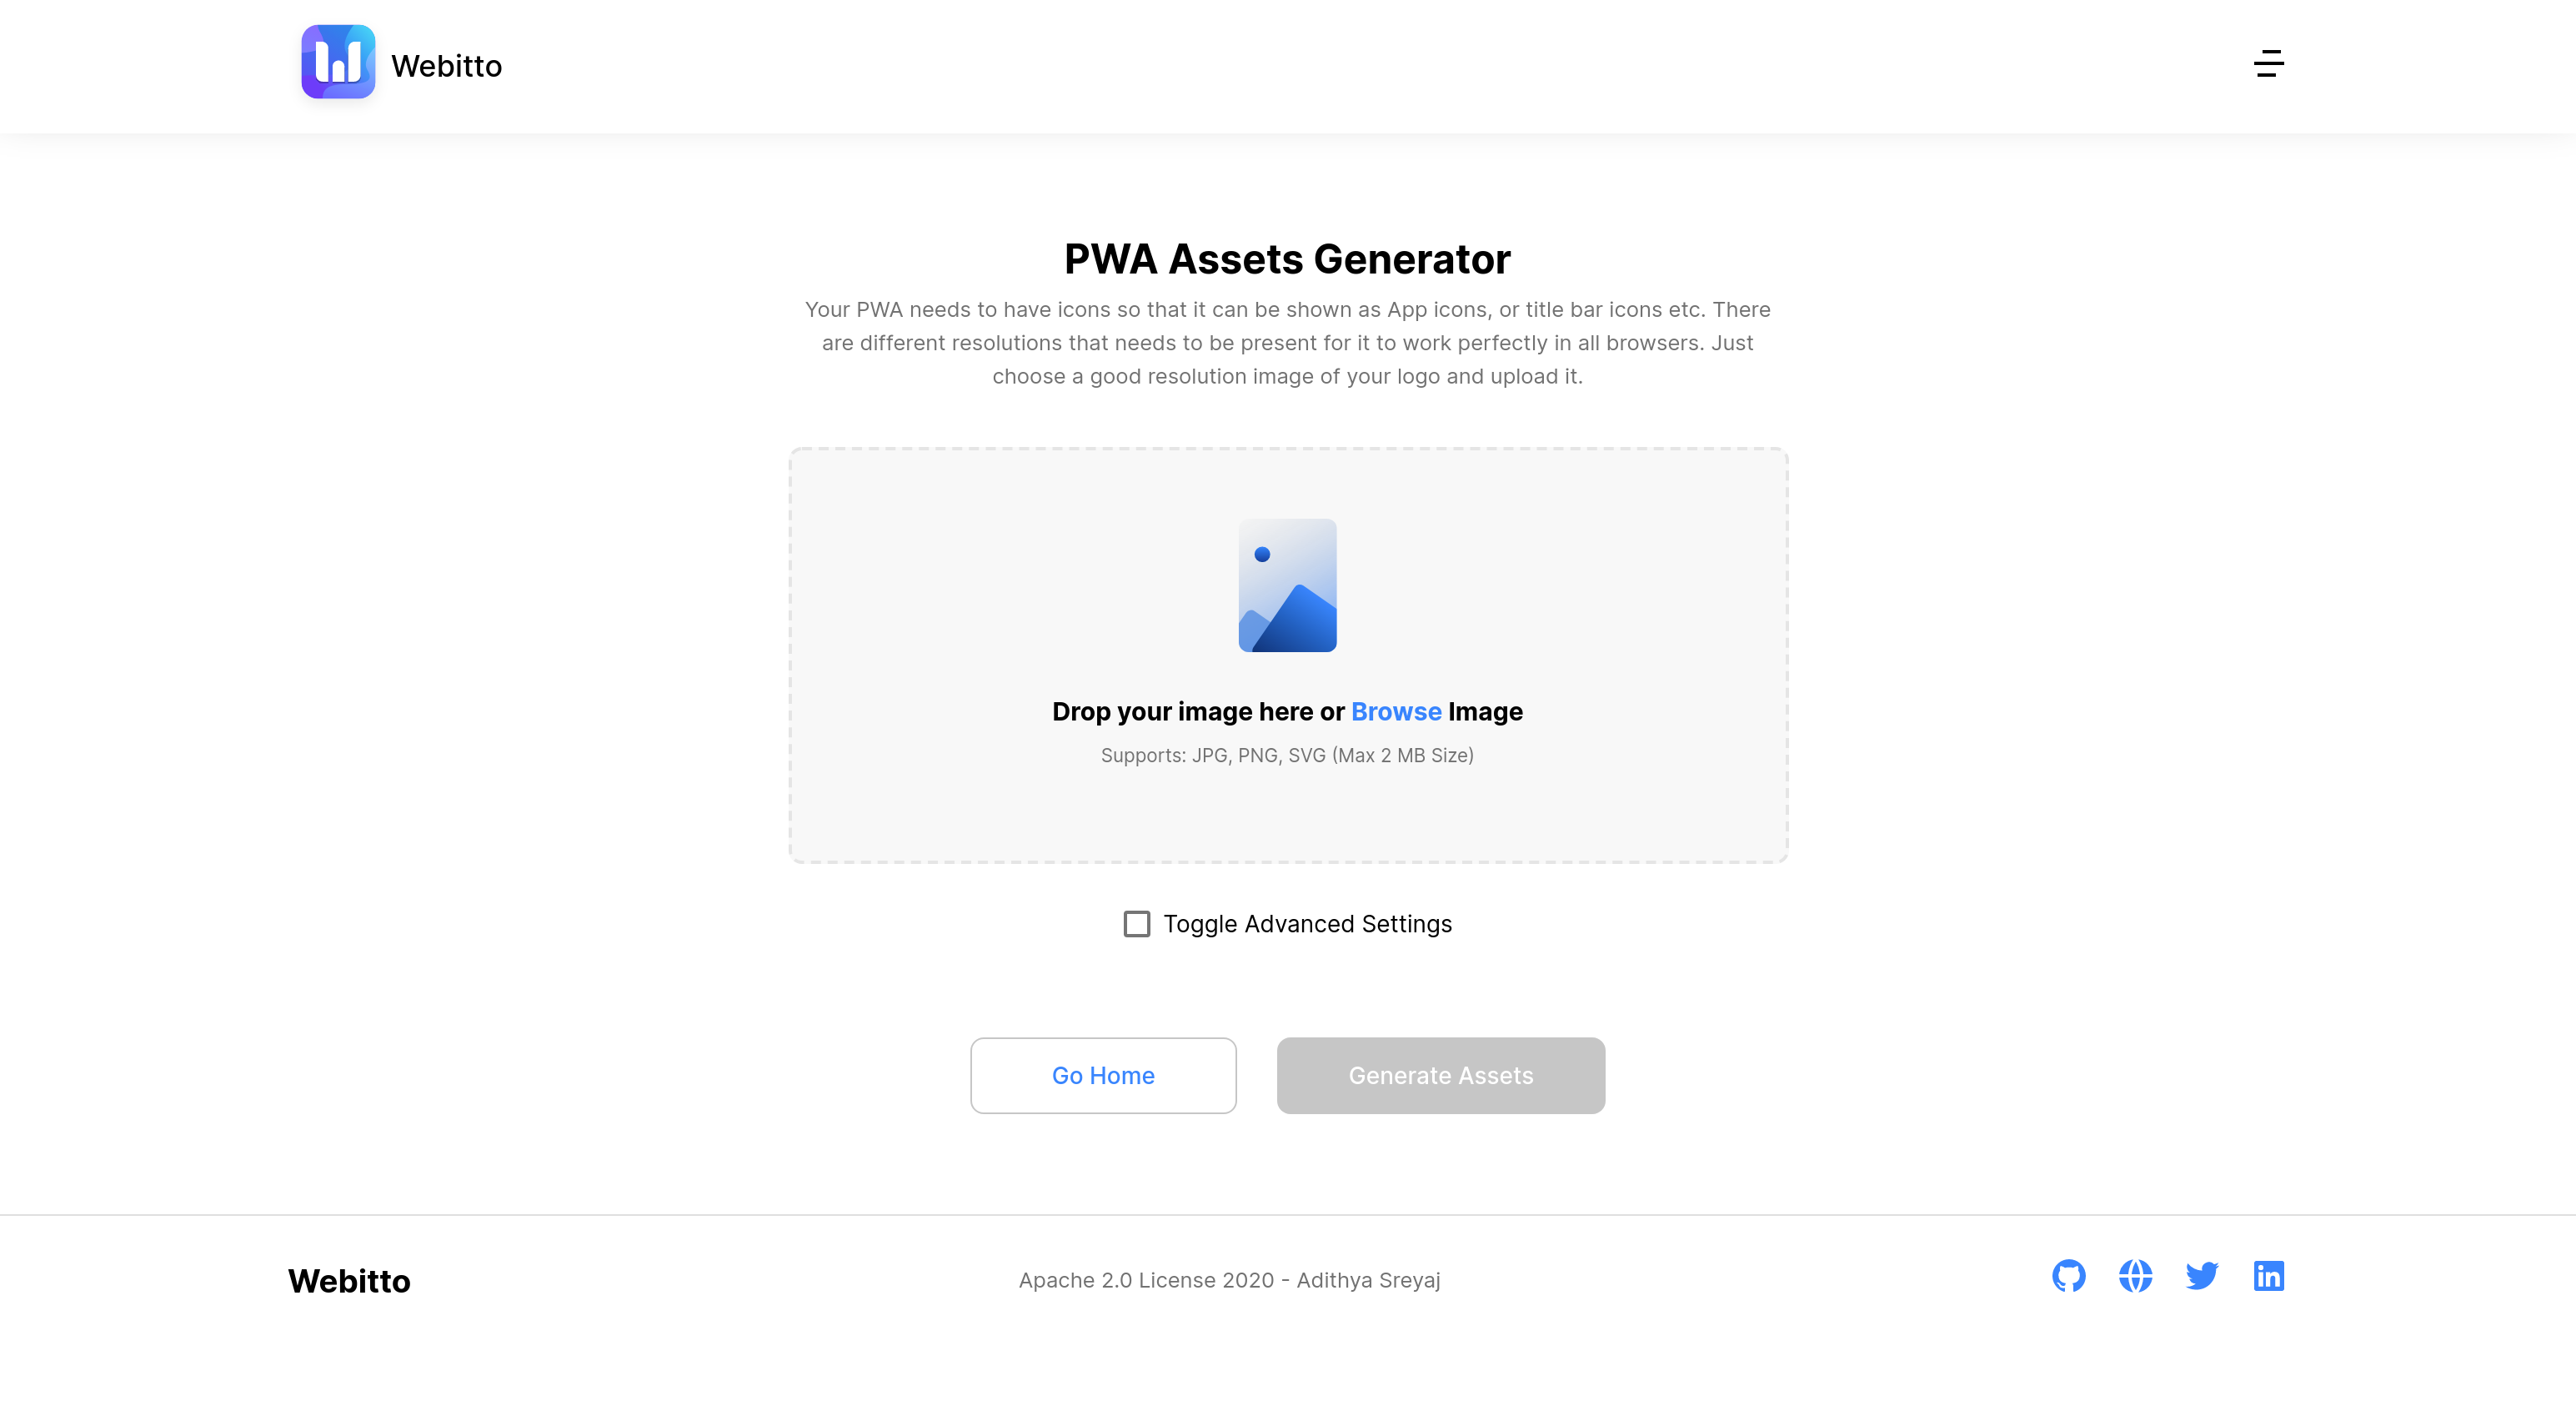 Webitto
PWA Assets Generator
Your PWA needs to have icons so that it can be shown as App icons, or title bar icons etc. There
are different resolutions that needs to be present for it to work perfectly in all browsers. Just
choose a good resolution image of your logo and upload it.
Drop your image here or Browse Image
Supports: JPG, PNG, SVG (Max 2 MB Size)
Toggle Advanced Settings
Go Home
Generate Assets
Webitto
Apache 2.0 License 2020 - Adithya Sreyaj